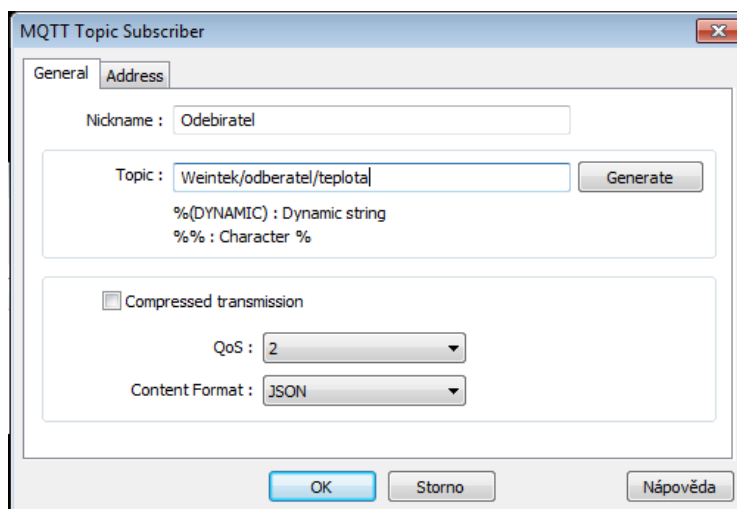 MQTT Topic Subscriber
General Address
Nickname : Odebiratel
Topic : Weintek/odberatel/teplota Generate
%(DYNAMIC) : Dynamic string
%% : Character %
Compressed transmission
QoS : 2
Content Format : JSON
OK Storno Nápověda